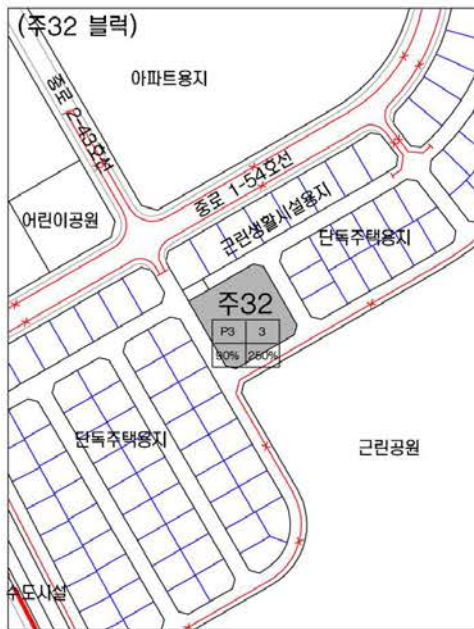 (주32 블럭)
아파트용지
중로 2-43호선
중로 1-54호선
어린이공원
근린생활시설용지
단독주택용지
주32
P3 3
90% 250%
단독주택용지
근린공원
수도시설